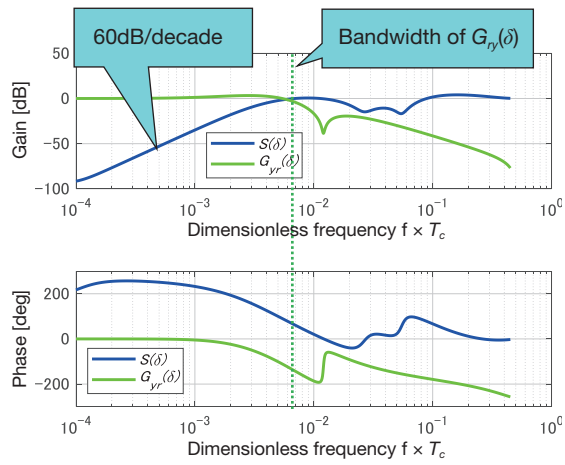 60dB/decade
Bandwidth of G_ry(δ)
50
0
-50
-100
Gain [dB]
S(δ)
G_yr(δ)
10^-4
10^-3
10^-2
10^-1
10^0
Dimensionless frequency f × T_c
200
0
-200
Phase [deg]
S(δ)
G_yr(δ)
10^-4
10^-3
10^-2
10^-1
10^0
Dimensionless frequency f × T_c